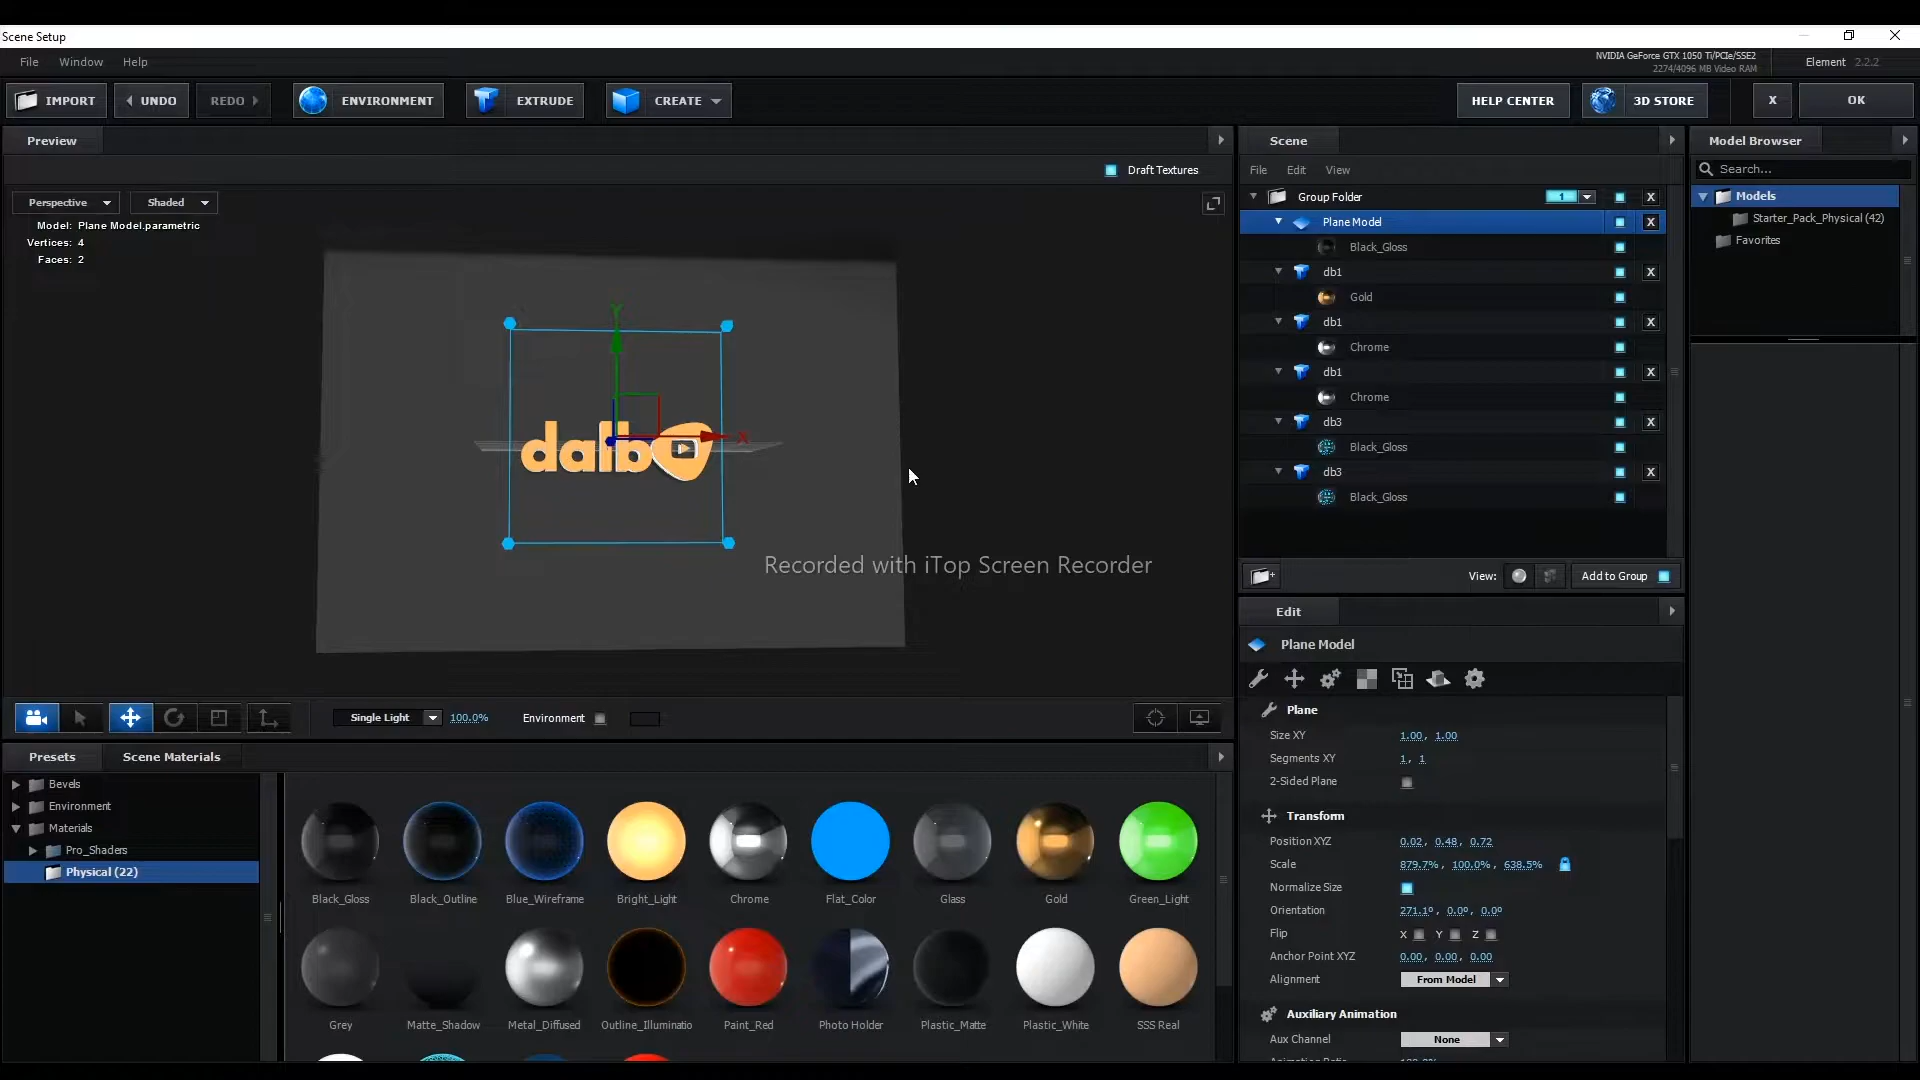 Scene Setup
File Window Help
NVIDIA GeForce GTX 1050 Ti/PCIe/SSE2
2274/4096 MB Video RAM
Element 2.2.2
IMPORT UNDO REDO ENVIRONMENT EXTRUDE CREATE HELP CENTER 3D STORE X OK
Preview
Draft Textures
Perspective Shaded
Model: Plane Model.parametric
Vertices: 4
Faces: 2
Y
X
dalb
Recorded with iTop Screen Recorder
Single Light 100.0% Environment
Scene
File Edit View
Group Folder 1 X
Plane Model X
Black_Gloss
db1 X
Gold
db1 X
Chrome
db1 X
Chrome
db3 X
Black_Gloss
db3 X
Black_Gloss
View: Add to Group
Model Browser
Search...
Models
Starter_Pack_Physical (42)
Favorites
Edit
Plane Model
Plane
Size XY 1.00, 1.00
Segments XY 1, 1
2-Sided Plane
Transform
Position XYZ 0.02, 0.48, 0.72
Scale 879.7%, 100.0%, 638.5%
Normalize Size
Orientation 271.1º, 0.0º, 0.0º
Flip X Y Z
Anchor Point XYZ 0.00, 0.00, 0.00
Alignment From Model
Auxiliary Animation
Aux Channel None
Presets Scene Materials
Bevels
Environment
Materials
Pro_Shaders
Physical (22)
Black_Gloss Black_Outline Blue_Wireframe Bright_Light Chrome Flat_Color Glass Gold Green_Light
Grey Matte_Shadow Metal_Diffused Outline_Illuminatio Paint_Red Photo Holder Plastic_Matte Plastic_White SSS Real